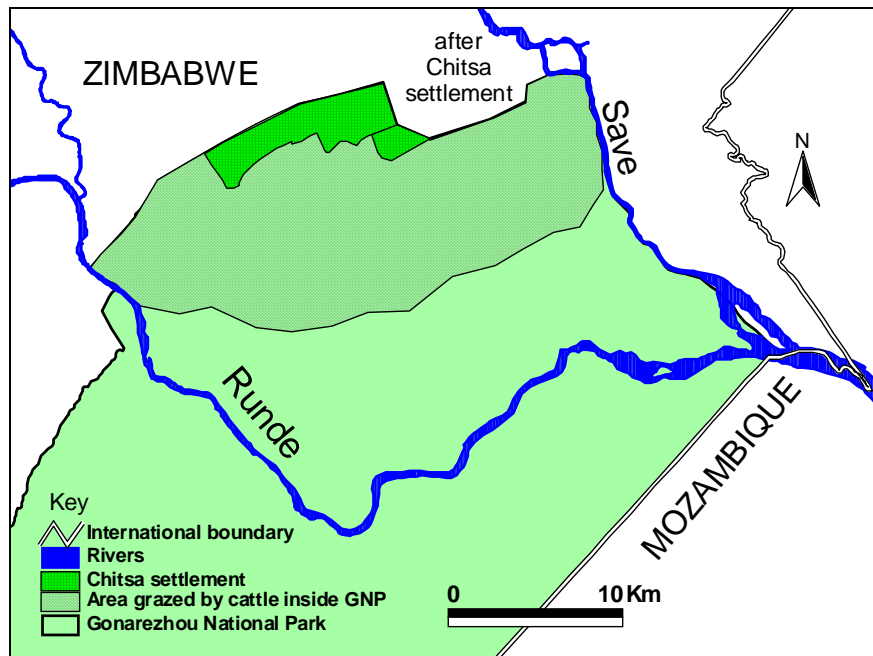 ZIMBABWE
after
Chitsa
settlement
Save
N
Runde
MOZAMBIQUE
Key
International boundary
Rivers
Chitsa settlement
Area grazed by cattle inside GNP
Gonarezhou National Park
0 10 Km